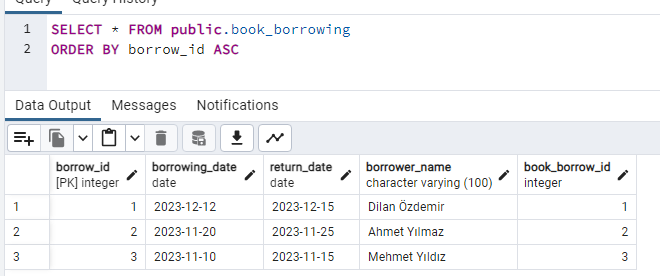 Query Query History
1 SELECT * FROM public.book_borrowing
2 ORDER BY borrow_id ASC
Data Output Messages Notifications
borrow_id borrowing_date return_date borrower_name book_borrow_id
[PK] integer date date character varying (100) integer
1 1 2023-12-12 2023-12-15 Dilan Özdemir 1
2 2 2023-11-20 2023-11-25 Ahmet Yılmaz 2
3 3 2023-11-10 2023-11-15 Mehmet Yıldız 3